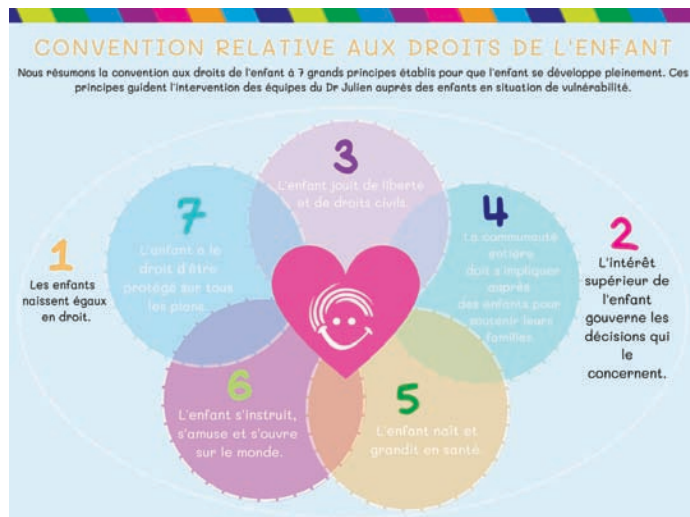 CONVENTION RELATIVE AUX DROITS DE L'ENFANT
Nous résumons la convention aux droits de l'enfant à 7 grands principes établis pour que l'enfant se développe pleinement. Ces
principes guident l'intervention des équipes du Dr Julien auprès des enfants en situation de vulnérabilité.
1
Les enfants
naissent égaux
en droit.
2
L'intérêt
supérieur de
l'enfant
gouverne les
décisions qui
le
concernent.
3
L'enfant jouit de liberté
et de droits civils.
4
La communauté
entière
doit s'impliquer
auprès
des enfants pour
soutenir leurs
familles
5
L'enfant naît et
grandit en santé.
6
L'enfant s'instruit,
s'amuse et s'ouvre
sur le monde.
7
L'enfant a le
droit d'être
protégé sur tous
les plans.